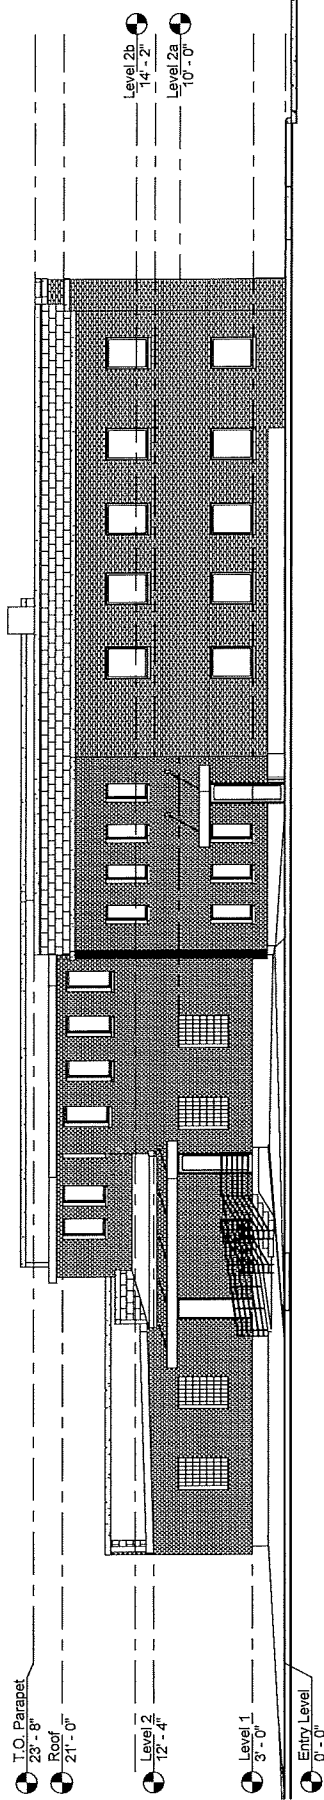 T.O. Parapet
23' - 8"
Roof
21' - 0"
Level 2
12' - 4"
Level 1
3' - 0"
Entry Level
0' - 0"
Level 2b
14' - 2"
Level 2a
10' - 0"